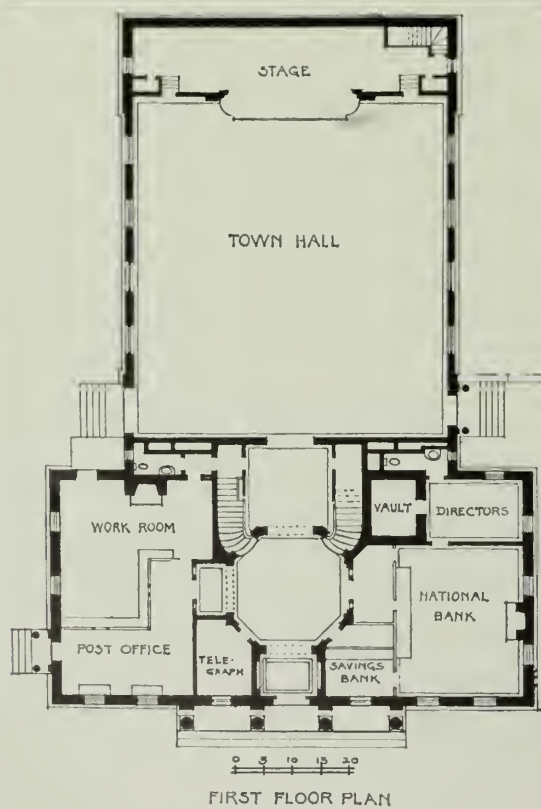 STAGE
TOWN HALL
WORK ROOM
VAULT
DIRECTORS
NATIONAL
BANK
POST OFFICE
TELE-
GRAPH
SAVINGS
BANK
0 5 10 15 20
FIRST FLOOR PLAN